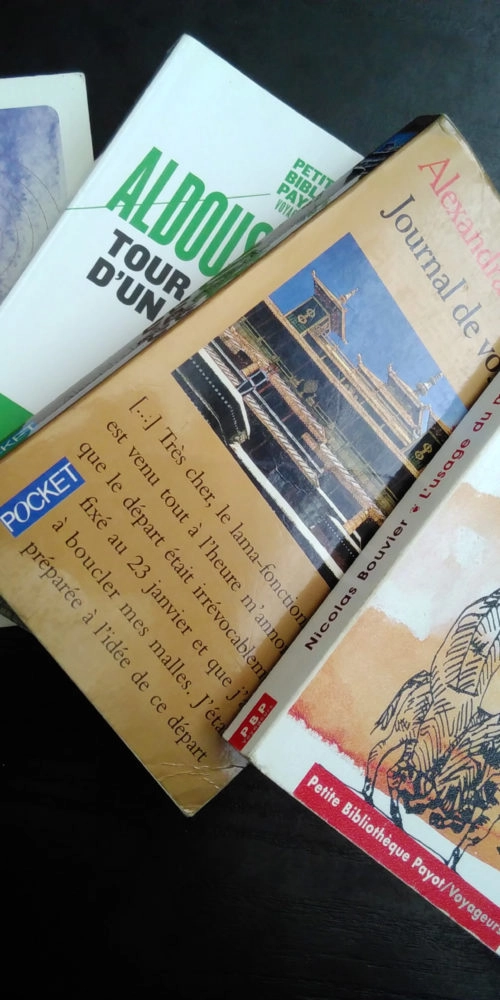 PETIT
BIBL
PAY
VOYA
ALDOUS
TOUR
D'UN
Alexandra
Journal de vo
POCKET
[...] Très cher, le lama-fonction
est venu tout à l'heure m'anno
que le départ était irrévocablem
fixé au 23 janvier et que j'
à boucler mes malles. J'éta
préparée à l'idée de ce départ
Nicolas Bouvier L'usage du
P B P
Petite Bibliothèque Payot/Voyageurs